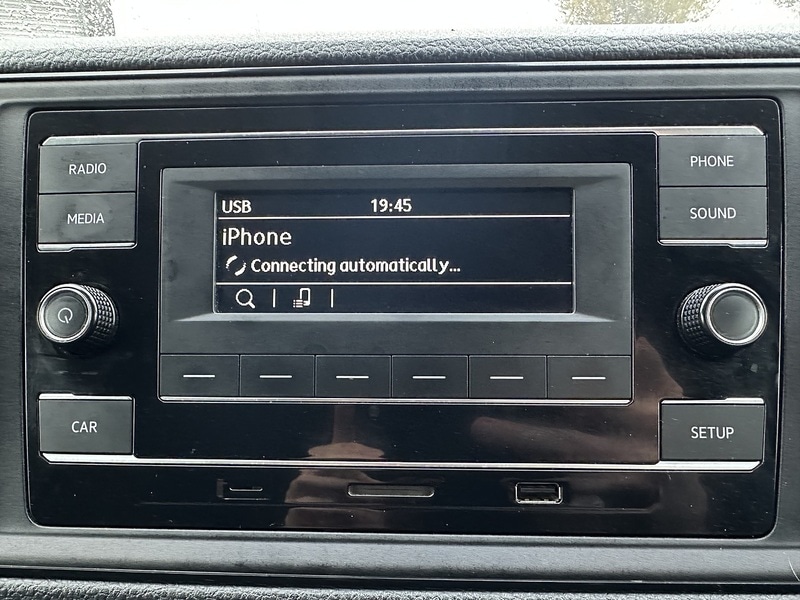 RADIO
MEDIA
CAR
USB 19:45
iPhone
Connecting automatically...
PHONE
SOUND
SETUP